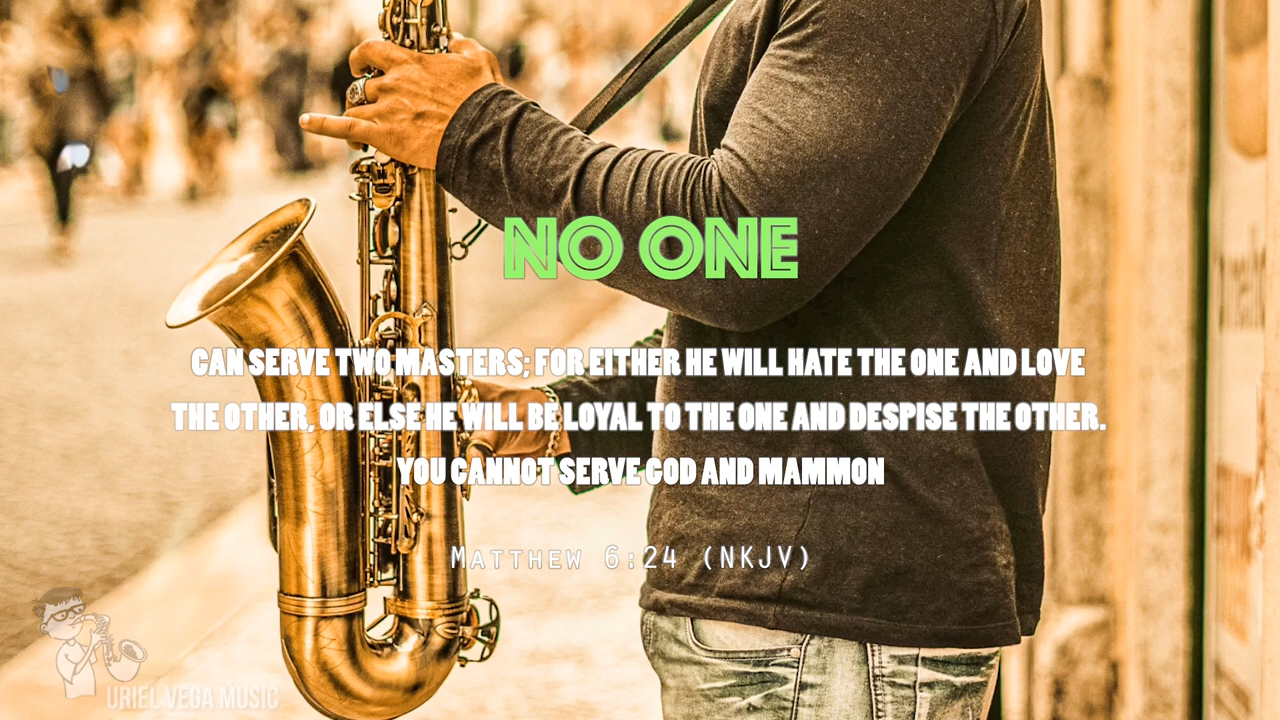 NO ONE
CAN SERVE TWO MASTERS; FOR EITHER HE WILL HATE THE ONE AND LOVE
THE OTHER, OR ELSE HE WILL BE LOYAL TO THE ONE AND DESPISE THE OTHER.
YOU CANNOT SERVE GOD AND MAMMON
MATTHEW 6:24 (NKJV)
URIEL VEGA MUSIC